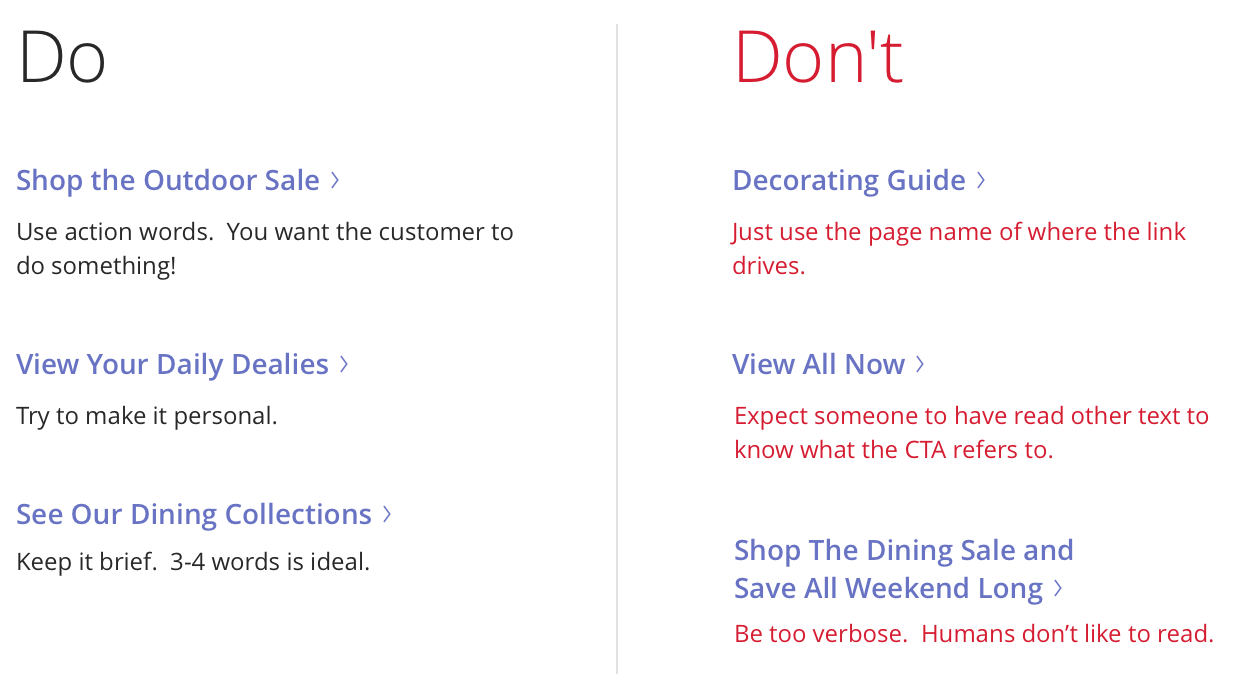 Do
Shop the Outdoor Sale >
Use action words.  You want the customer to
do something!
View Your Daily Dealies >
Try to make it personal.
See Our Dining Collections >
Keep it brief.  3-4 words is ideal.
Don't
Decorating Guide >
Just use the page name of where the link
drives.
View All Now >
Expect someone to have read other text to
know what the CTA refers to.
Shop The Dining Sale and
Save All Weekend Long >
Be too verbose.  Humans don’t like to read.